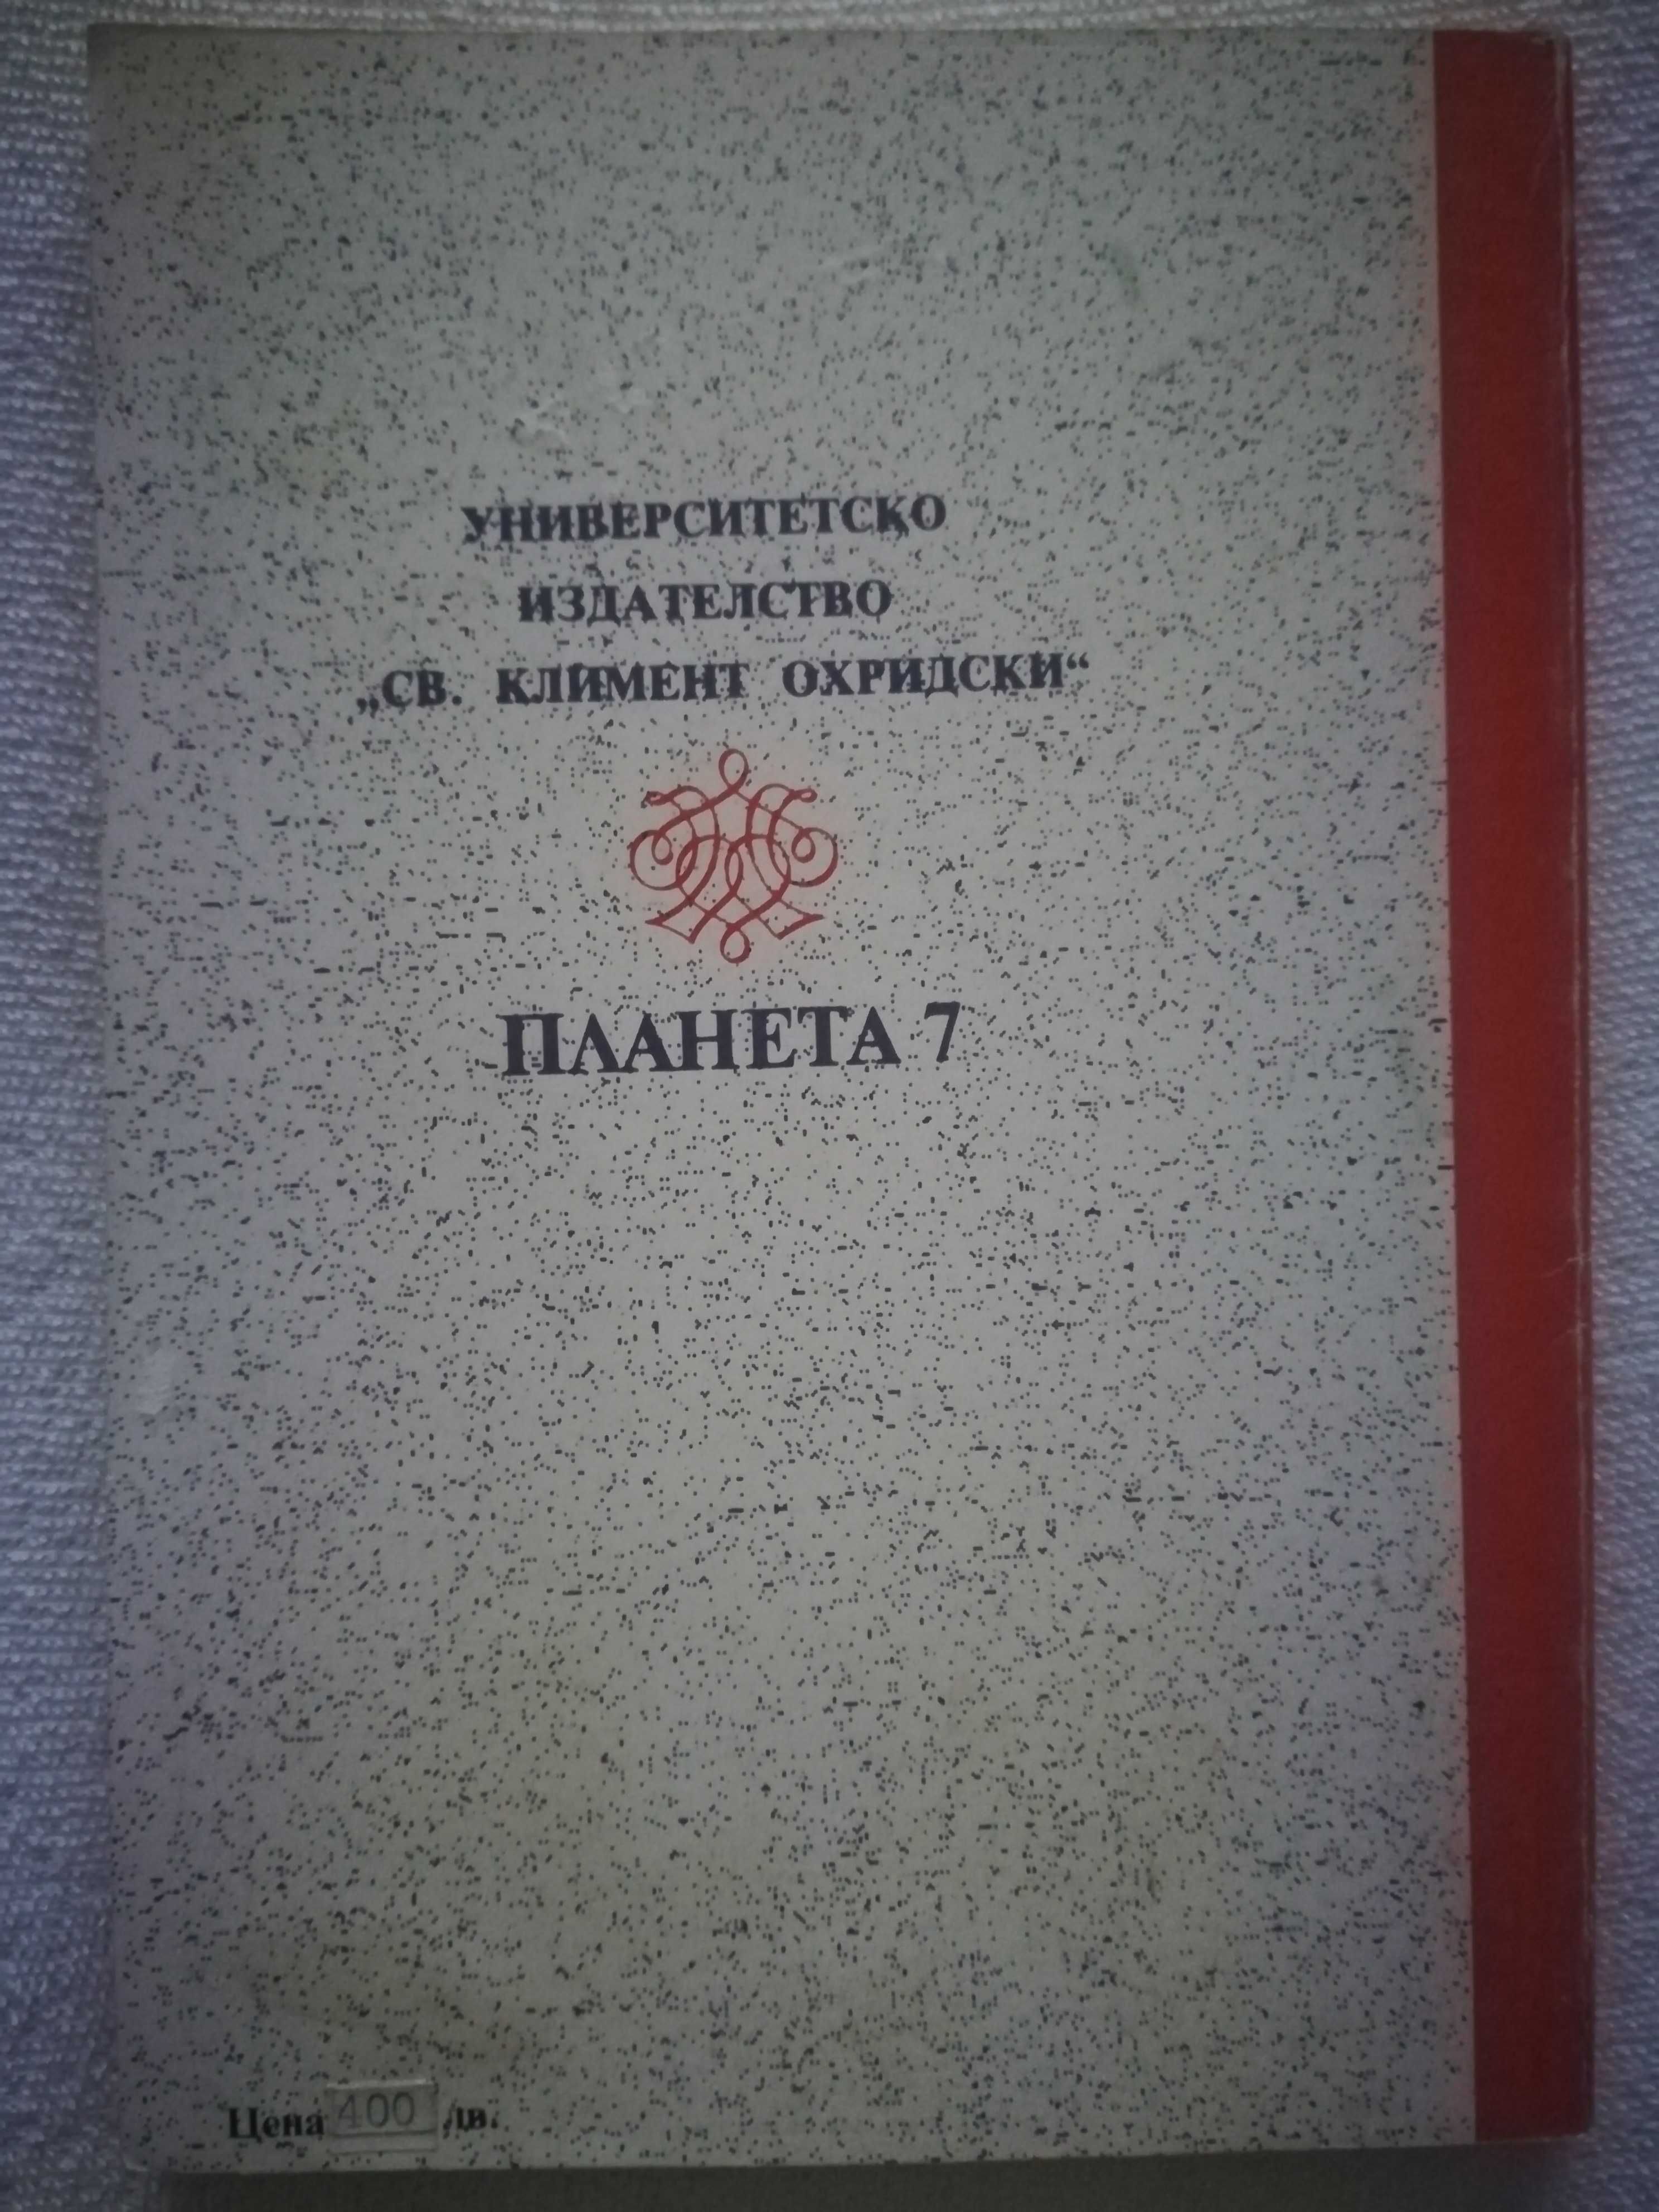 УНИВЕРСИТЕТСКО
ИЗДАТЕЛСТВО
„СВ. КЛИМЕНТ ОХРИДСКИ“
ПЛАНЕТА 7
Цена 400 лв.